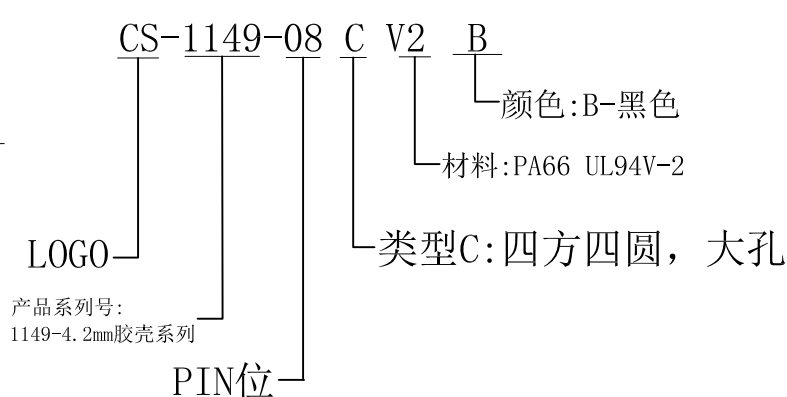 CS-1149-08 C V2 B
颜色:B-黑色
材料:PA66 UL94V-2
LOGO
类型C:四方四圆，大孔
产品系列号:
1149-4.2mm胶壳系列
PIN位